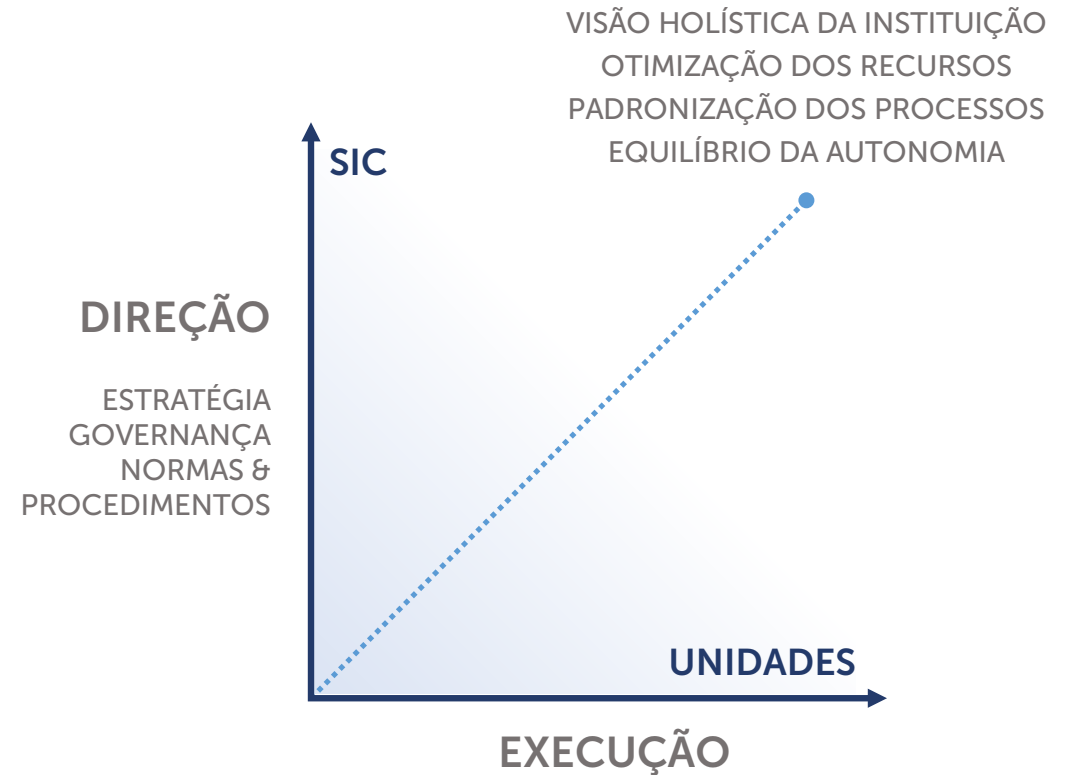 VISÃO HOLÍSTICA DA INSTITUIÇÃO
OTIMIZAÇÃO DOS RECURSOS
PADRONIZAÇÃO DOS PROCESSOS
EQUILÍBRIO DA AUTONOMIA
SIC
DIREÇÃO
ESTRATÉGIA
GOVERNANÇA
NORMAS &
PROCEDIMENTOS
UNIDADES
EXECUÇÃO